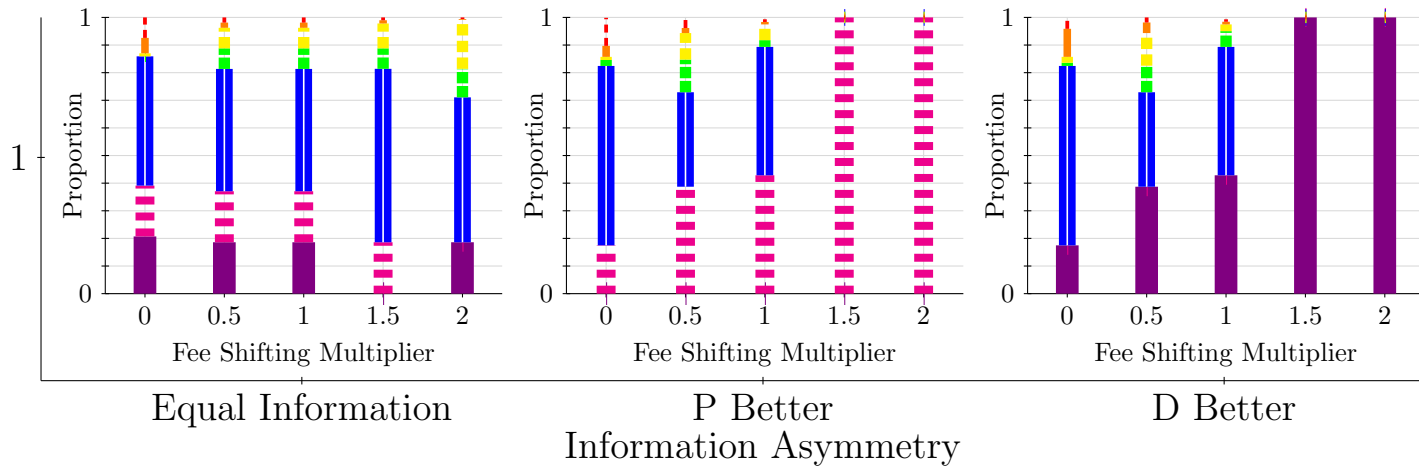 1 1 1
Proportion Proportion Proportion
1
0 0 0
0 0.5 1 1.5 2 0 0.5 1 1.5 2 0 0.5 1 1.5 2
Fee Shifting Multiplier Fee Shifting Multiplier Fee Shifting Multiplier
Equal Information P Better D Better
Information Asymmetry